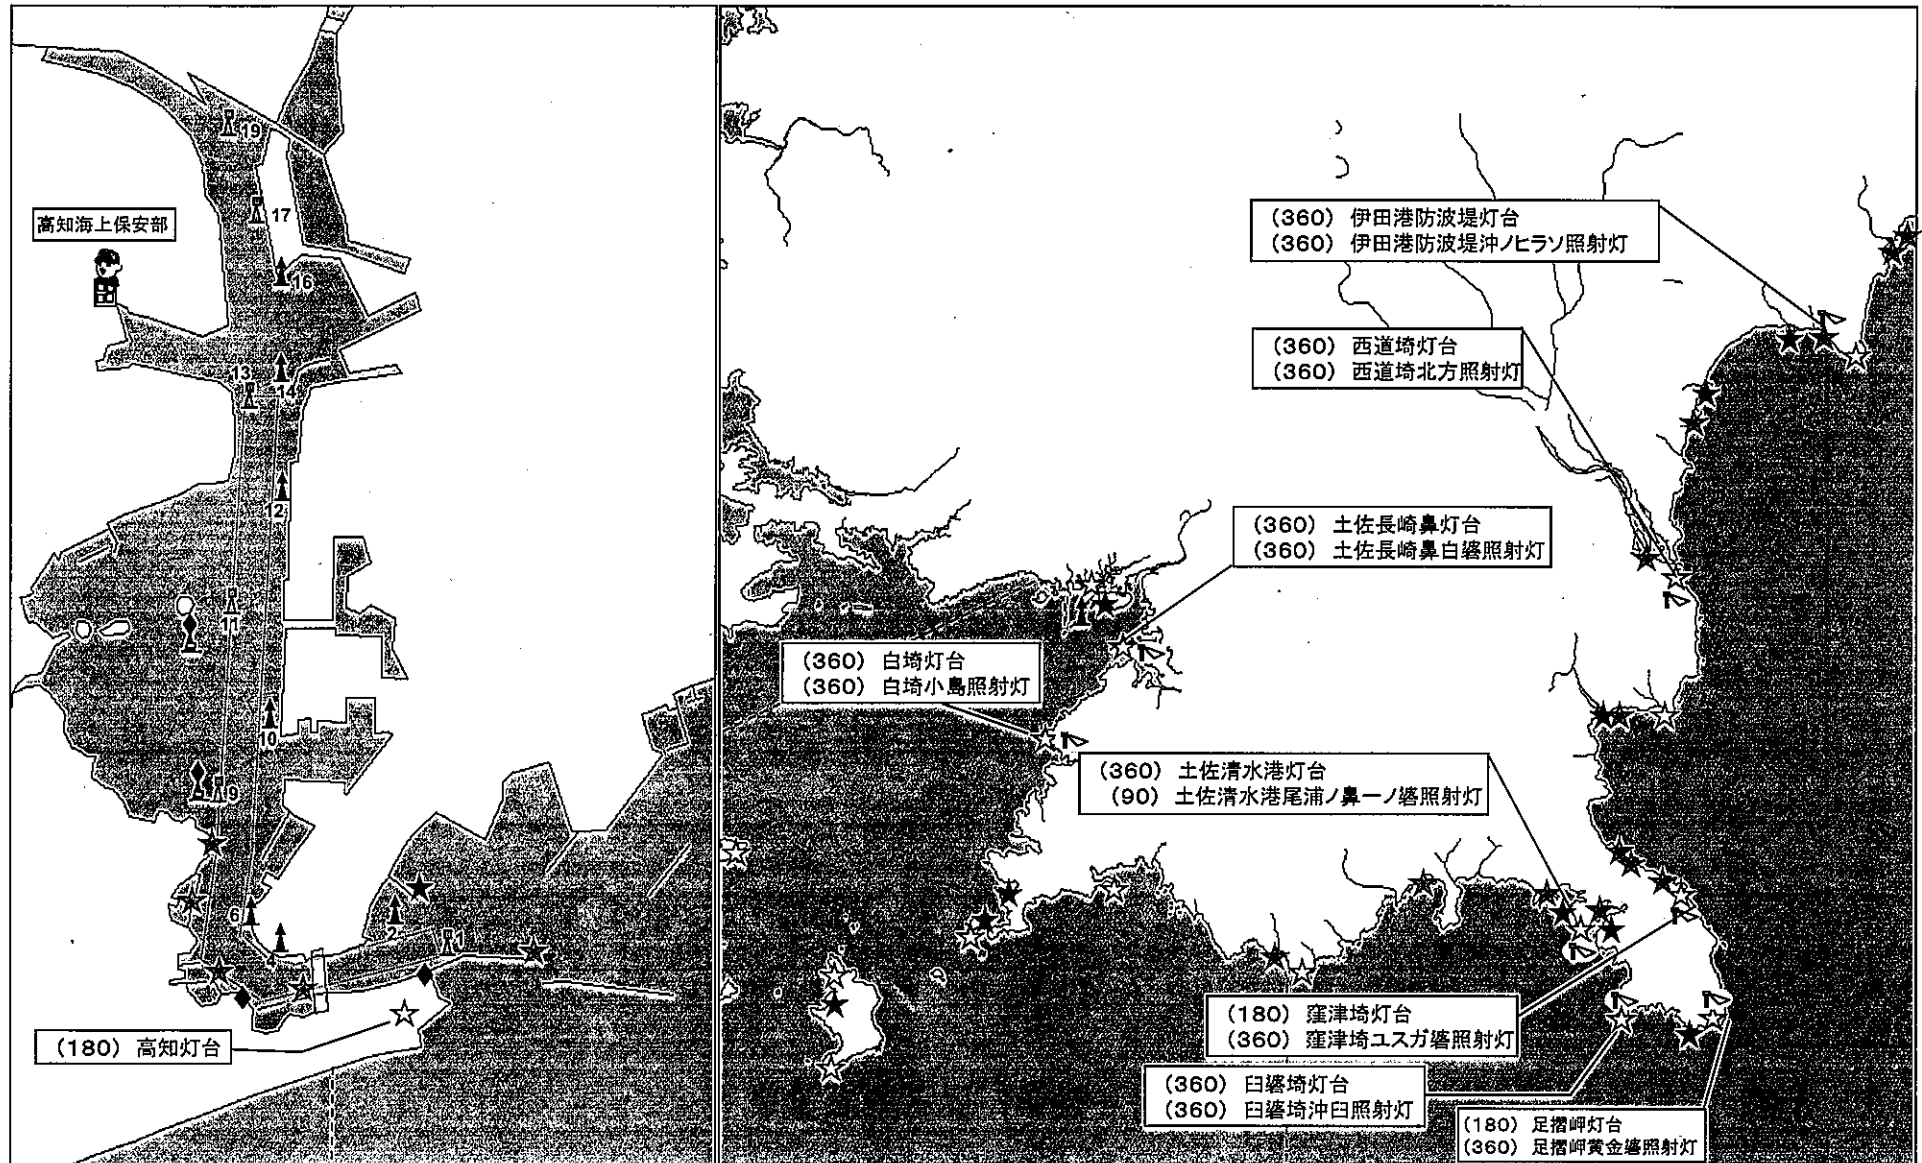 高知海上保安部
19
17
16
13
14
12
11
10
9
6
4
2
1
(180) 高知灯台
(360) 伊田港防波堤灯台
(360) 伊田港防波堤沖ノヒラソ照射灯
(360) 西道埼灯台
(360) 西道埼北方照射灯
(360) 土佐長崎鼻灯台
(360) 土佐長崎鼻白碆照射灯
(360) 白埼灯台
(360) 白埼小島照射灯
(360) 土佐清水港灯台
(90) 土佐清水港尾浦ノ鼻一ノ碆照射灯
(180) 窪津埼灯台
(360) 窪津埼ユスガ碆照射灯
(360) 臼碆埼灯台
(360) 臼碆埼沖臼照射灯
(180) 足摺岬灯台
(360) 足摺岬黄金碆照射灯